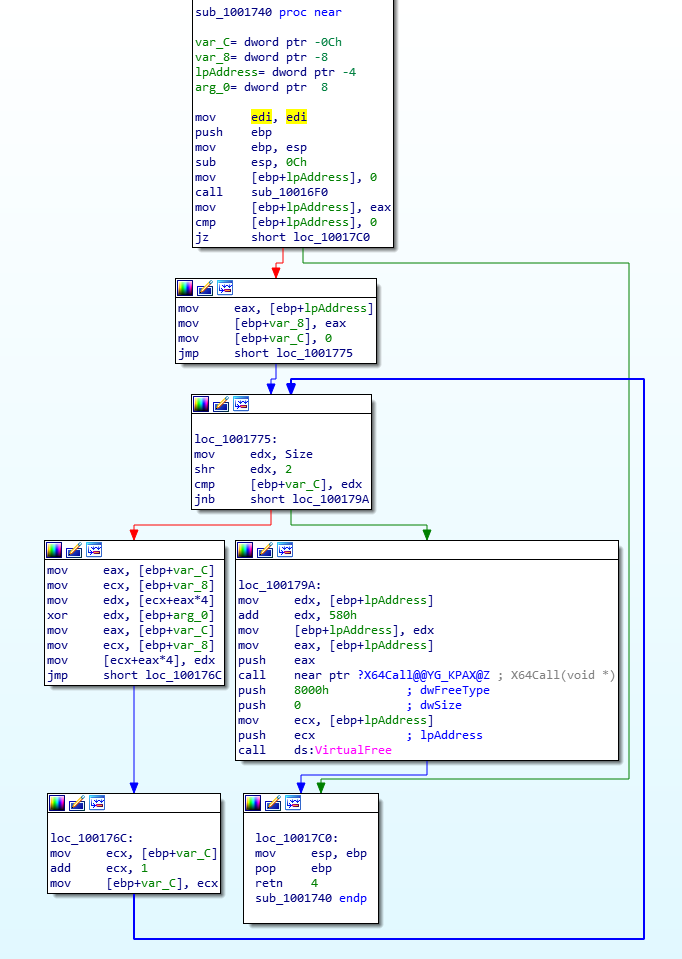 sub_1001740 proc near
var_C= dword ptr -0Ch
var_8= dword ptr -8
lpAddress= dword ptr -4
arg_0= dword ptr  8
mov     edi, edi
push    ebp
mov     ebp, esp
sub     esp, 0Ch
mov     [ebp+lpAddress], 0
call    sub_10016F0
mov     [ebp+lpAddress], eax
cmp     [ebp+lpAddress], 0
jz      short loc_10017C0
mov     eax, [ebp+lpAddress]
mov     [ebp+var_8], eax
mov     [ebp+var_C], 0
jmp     short loc_1001775
loc_1001775:
mov     edx, Size
shr     edx, 2
cmp     [ebp+var_C], edx
jnb     short loc_100179A
mov     eax, [ebp+var_C]
mov     ecx, [ebp+var_8]
mov     edx, [ecx+eax*4]
xor     edx, [ebp+arg_0]
mov     eax, [ebp+var_C]
mov     ecx, [ebp+var_8]
mov     [ecx+eax*4], edx
jmp     short loc_100176C
loc_100179A:
mov     edx, [ebp+lpAddress]
add     edx, 580h
mov     [ebp+lpAddress], edx
mov     eax, [ebp+lpAddress]
push    eax
call    near ptr ?X64Call@@YG_KPAX@Z ; X64Call(void *)
push    8000h           ; dwFreeType
push    0               ; dwSize
mov     ecx, [ebp+lpAddress]
push    ecx             ; lpAddress
call    ds:VirtualFree
loc_100176C:
mov     ecx, [ebp+var_C]
add     ecx, 1
mov     [ebp+var_C], ecx
loc_10017C0:
mov     esp, ebp
pop     ebp
retn    4
sub_1001740 endp